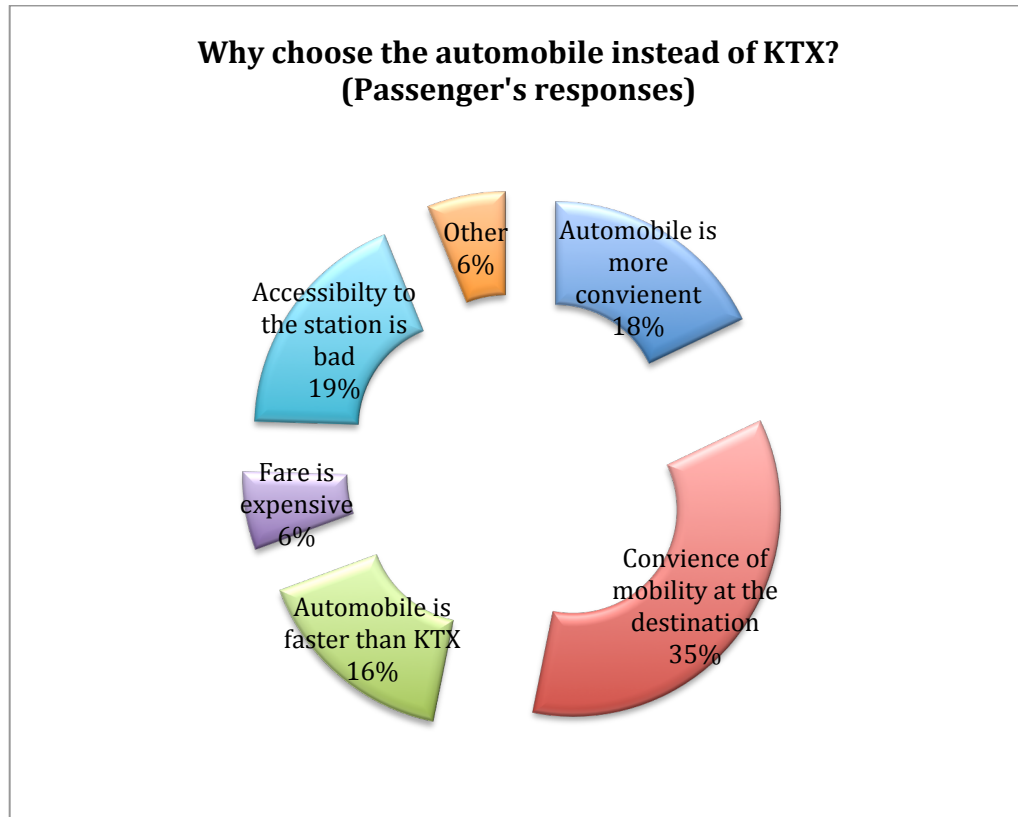 Why choose the automobile instead of KTX?
(Passenger's responses)
Other
6%
Automobile is
more
convienent
18%
Accessibilty to
the station is
bad
19%
Fare is
expensive
6%
Convience of
mobility at the
destination
35%
Automobile is
faster than KTX
16%